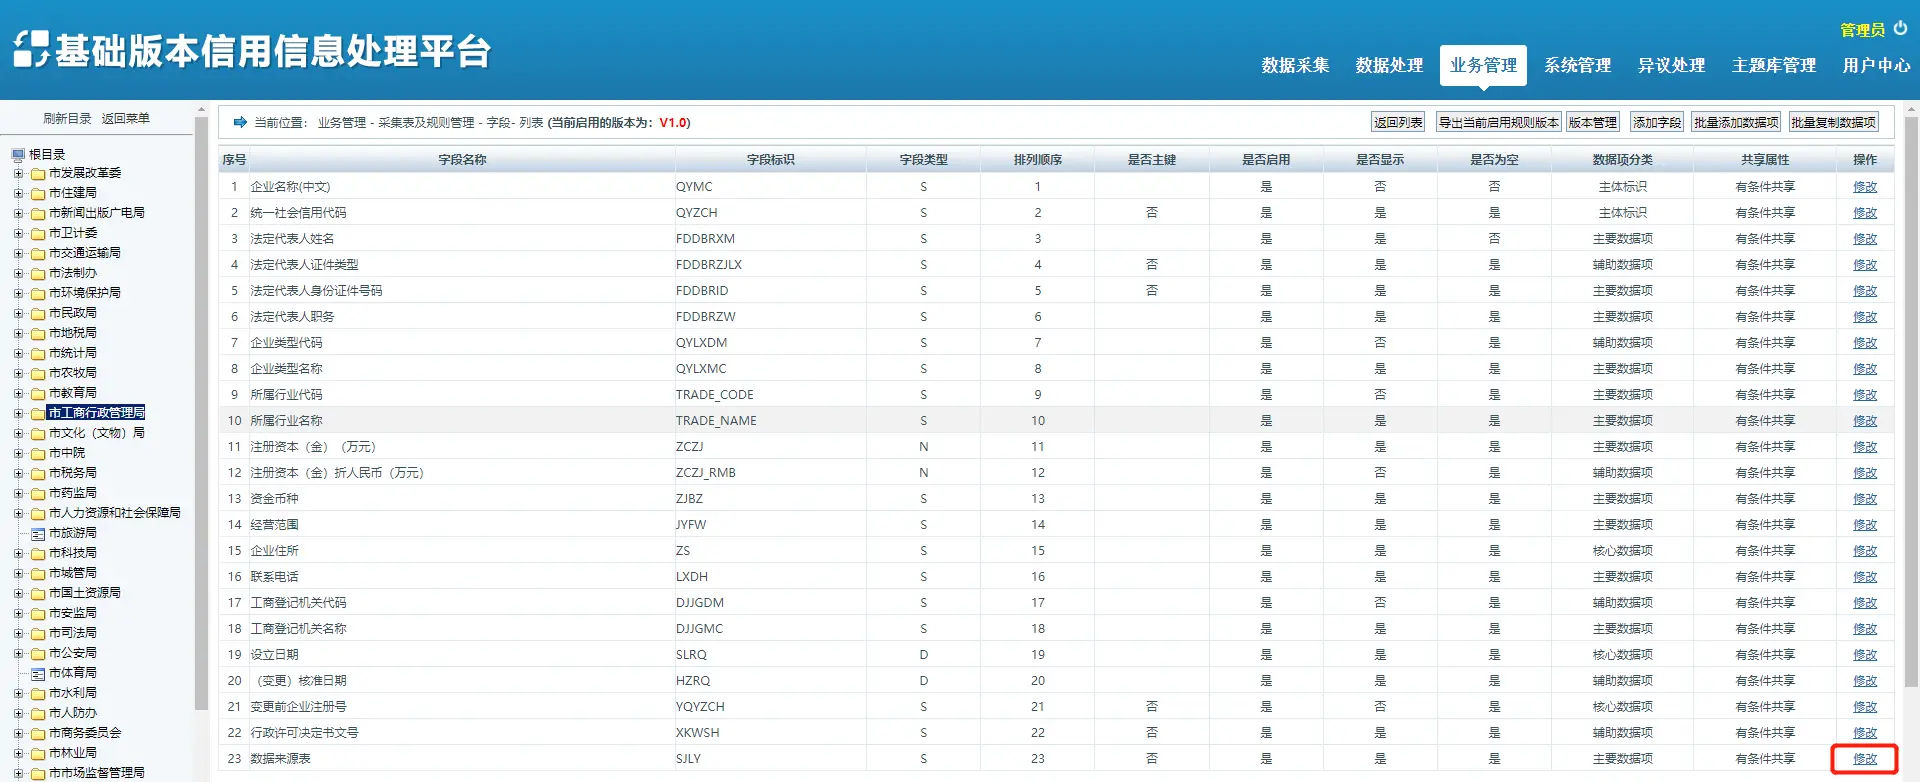 基础版本信用信息处理平台
管理员
数据采集 数据处理 业务管理 系统管理 异议处理 主题库管理 用户中心
刷新目录 返回菜单
根目录
市发展改革委
市住建局
市新闻出版广电局
市卫计委
市交通运输局
市法制办
市环境保护局
市民政局
市地税局
市统计局
市农牧局
市教育局
市工商行政管理局
市文化（文物）局
市中院
市税务局
市药监局
市人力资源和社会保障局
市旅游局
市科技局
市城管局
市国土资源局
市安监局
市司法局
市公安局
市体育局
市水利局
市人防办
市商务委员会
市林业局
市市场监督管理局
当前位置： 业务管理 - 采集表及规则管理 - 字段- 列表 (当前启用的版本为：V1.0)
返回列表 导出当前启用规则版本 版本管理 添加字段 批量添加数据项 批量复制数据项
序号 字段名称 字段标识 字段类型 排列顺序 是否主键 是否启用 是否显示 是否为空 数据项分类 共享属性 操作
1 企业名称(中文) QYMC S 1 是 否 否 主体标识 有条件共享 修改
2 统一社会信用代码 QYZCH S 2 否 是 是 是 主体标识 有条件共享 修改
3 法定代表人姓名 FDDBRXM S 3 是 是 否 主要数据项 有条件共享 修改
4 法定代表人证件类型 FDDBRZJLX S 4 否 是 是 是 辅助数据项 有条件共享 修改
5 法定代表人身份证件号码 FDDBRID S 5 否 是 是 是 主要数据项 有条件共享 修改
6 法定代表人职务 FDDBRZW S 6 是 是 是 主要数据项 有条件共享 修改
7 企业类型代码 QYLXDM S 7 是 否 是 辅助数据项 有条件共享 修改
8 企业类型名称 QYLXMC S 8 是 是 是 主要数据项 有条件共享 修改
9 所属行业代码 TRADE_CODE S 9 是 否 是 主要数据项 有条件共享 修改
10 所属行业名称 TRADE_NAME S 10 是 是 是 主要数据项 有条件共享 修改
11 注册资本（金）（万元） ZCZJ N 11 是 是 是 主要数据项 有条件共享 修改
12 注册资本（金）折人民币（万元） ZCZJ_RMB N 12 是 否 是 辅助数据项 有条件共享 修改
13 资金币种 ZJBZ S 13 是 是 是 主要数据项 有条件共享 修改
14 经营范围 JYFW S 14 是 是 是 主要数据项 有条件共享 修改
15 企业住所 ZS S 15 是 是 是 核心数据项 有条件共享 修改
16 联系电话 LXDH S 16 是 是 是 主要数据项 有条件共享 修改
17 工商登记机关代码 DJJGDM S 17 是 否 是 辅助数据项 有条件共享 修改
18 工商登记机关名称 DJJGMC S 18 是 是 是 主要数据项 有条件共享 修改
19 设立日期 SLRQ D 19 是 是 是 核心数据项 有条件共享 修改
20 （变更）核准日期 HZRQ D 20 是 是 是 辅助数据项 有条件共享 修改
21 变更前企业注册号 YQYZCH S 21 否 是 否 是 核心数据项 有条件共享 修改
22 行政许可决定书文号 XKWSH S 22 否 是 是 是 辅助数据项 有条件共享 修改
23 数据来源表 SJLY S 23 否 是 是 是 主要数据项 有条件共享 修改